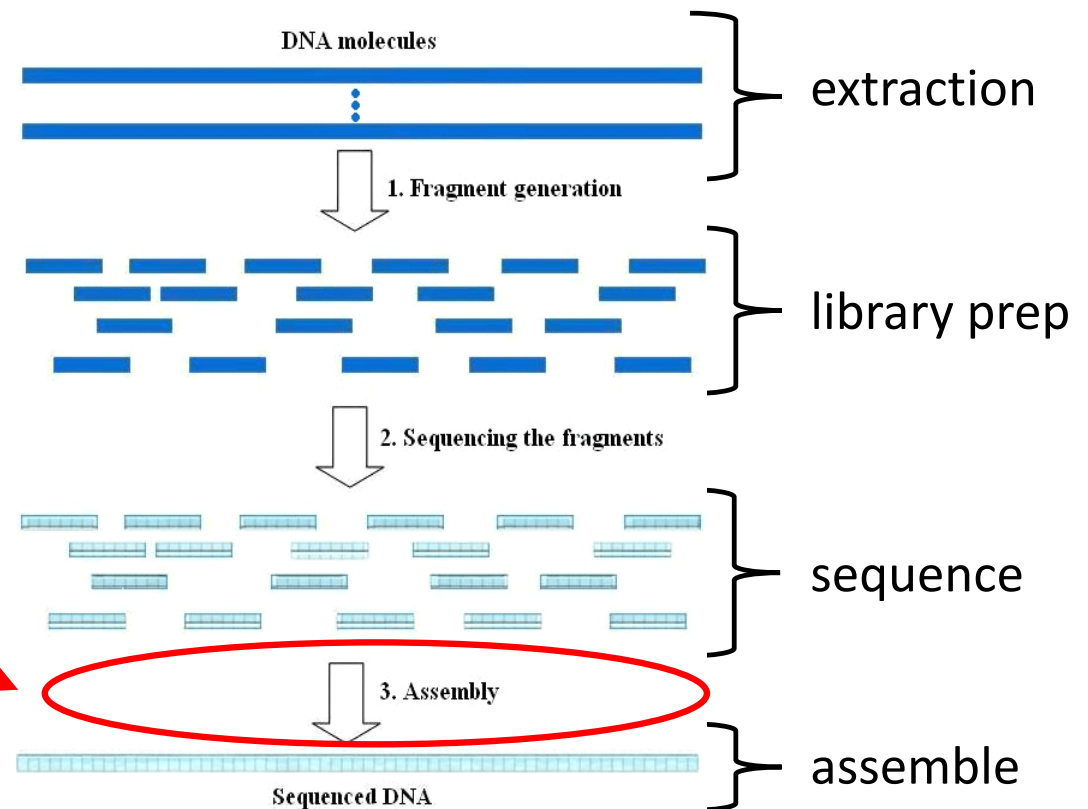 DNA molecules
extraction
1. Fragment generation
library prep
2. Sequencing the fragments
sequence
3. Assembly
assemble
Sequenced DNA